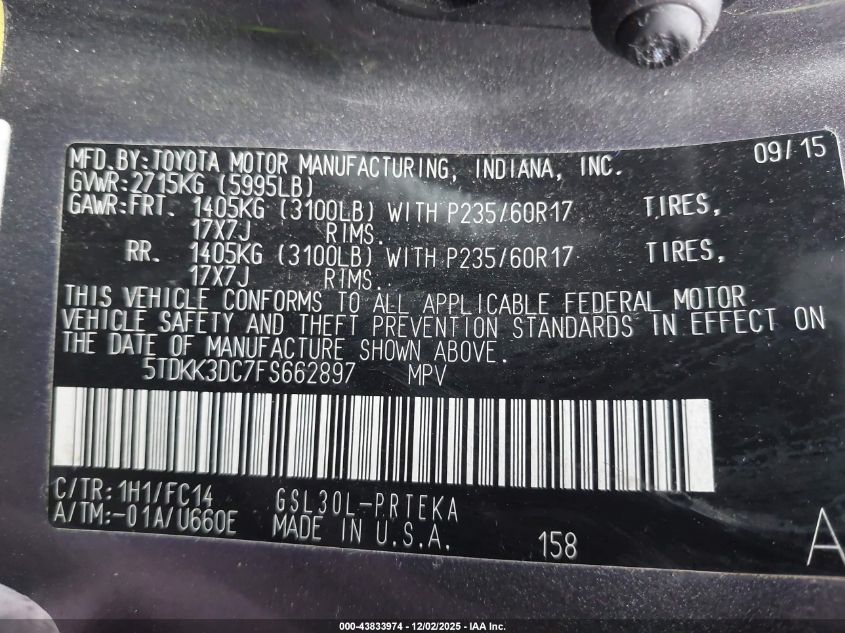 MFD. BY: TOYOTA MOTOR MANUFACTURING, INDIANA, INC. 09/15
GVWR: 2715KG (5995LB)
GAWR: FRT. 1405KG (3100LB) WITH P235/60R17 TIRES,
17X7J RIMS.
RR. 1405KG (3100LB) WITH P235/60R17 TIRES,
17X7J RIMS.
THIS VEHICLE CONFORMS TO ALL APPLICABLE FEDERAL MOTOR
VEHICLE SAFETY AND THEFT PREVENTION STANDARDS IN EFFECT ON
THE DATE OF MANUFACTURE SHOWN ABOVE.
5TDKK3DC7FS662897 MPV
C/TR: 1H1/FC14 GSL30L-PRTEKA
A/TM: -01A/U660E MADE IN U.S.A. 158 A
000-43833974 - 12/02/2025 - IAA Inc.